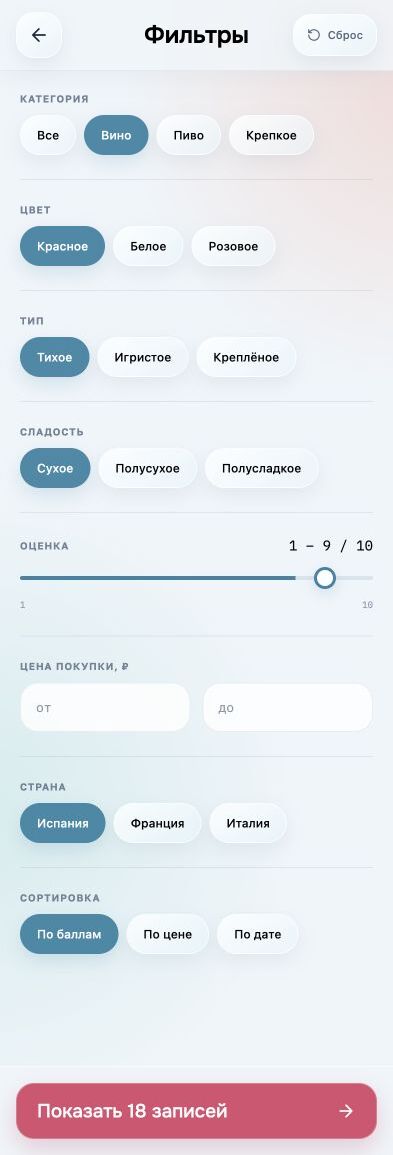 Фильтры
Сброс
КАТЕГОРИЯ
Все Вино Пиво Крепкое
ЦВЕТ
Красное Белое Розовое
ТИП
Тихое Игристое Креплёное
СЛАДОСТЬ
Сухое Полусухое Полусладкое
ОЦЕНКА 1 – 9 / 10
1 10
ЦЕНА ПОКУПКИ, ₽
от до
СТРАНА
Испания Франция Италия
СОРТИРОВКА
По баллам По цене По дате
Показать 18 записей